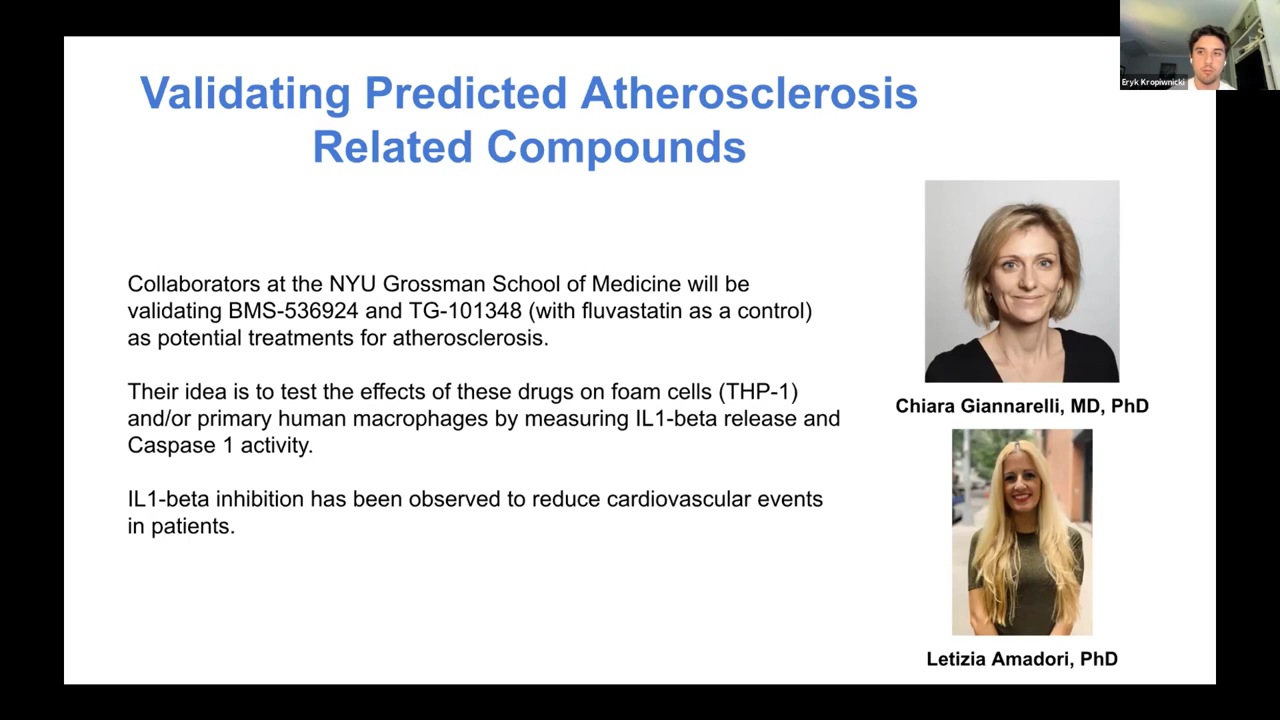 Validating Predicted Atherosclerosis
Related Compounds
Eryk Kropiwnicki
Collaborators at the NYU Grossman School of Medicine will be
validating BMS-536924 and TG-101348 (with fluvastatin as a control)
as potential treatments for atherosclerosis.
Their idea is to test the effects of these drugs on foam cells (THP-1)
and/or primary human macrophages by measuring IL1-beta release and
Caspase 1 activity.
IL1-beta inhibition has been observed to reduce cardiovascular events
in patients.
Chiara Giannarelli, MD, PhD
Letizia Amadori, PhD